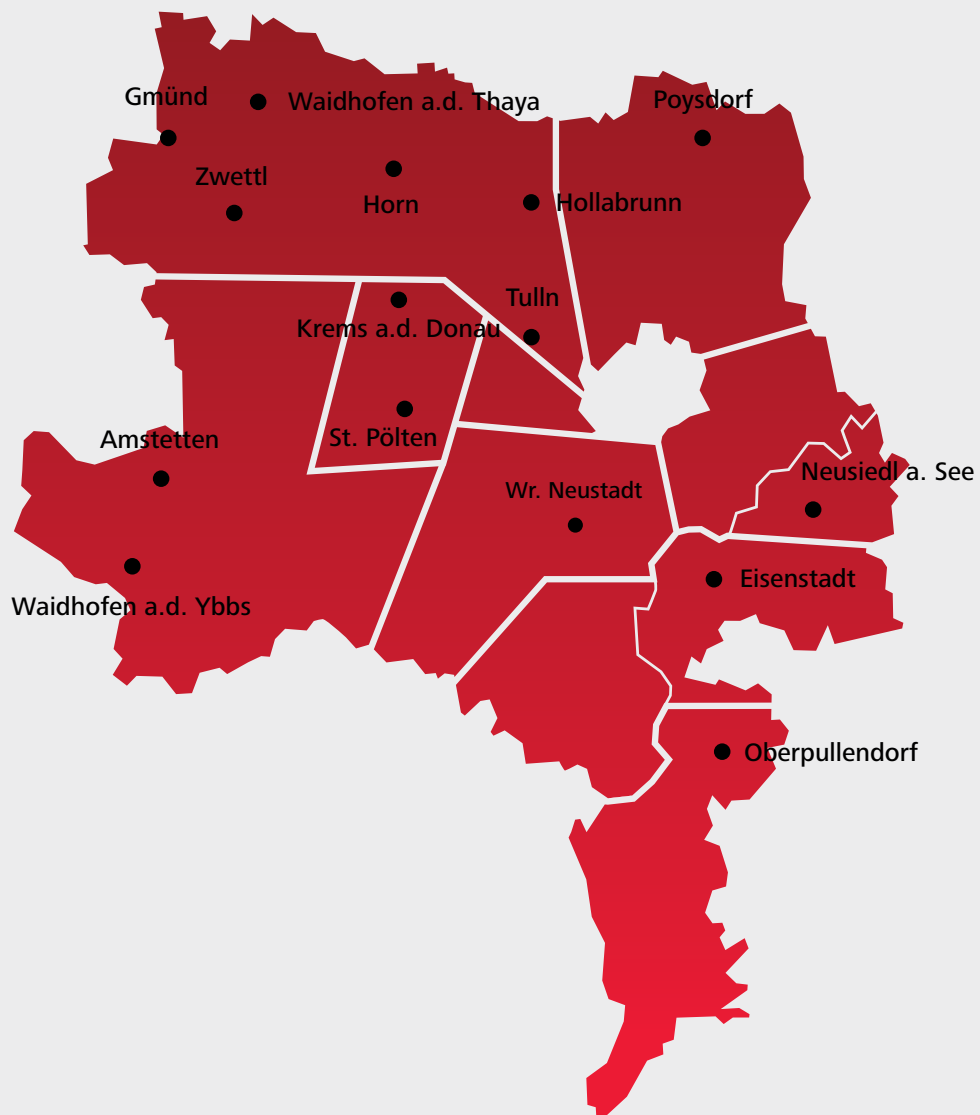 Gmünd
Waidhofen a.d. Thaya
Poysdorf
Zwettl
Horn
Hollabrunn
Tulln
Krems a.d. Donau
Amstetten
St. Pölten
Neusiedl a. See
Wr. Neustadt
Eisenstadt
Waidhofen a.d. Ybbs
Oberpullendorf